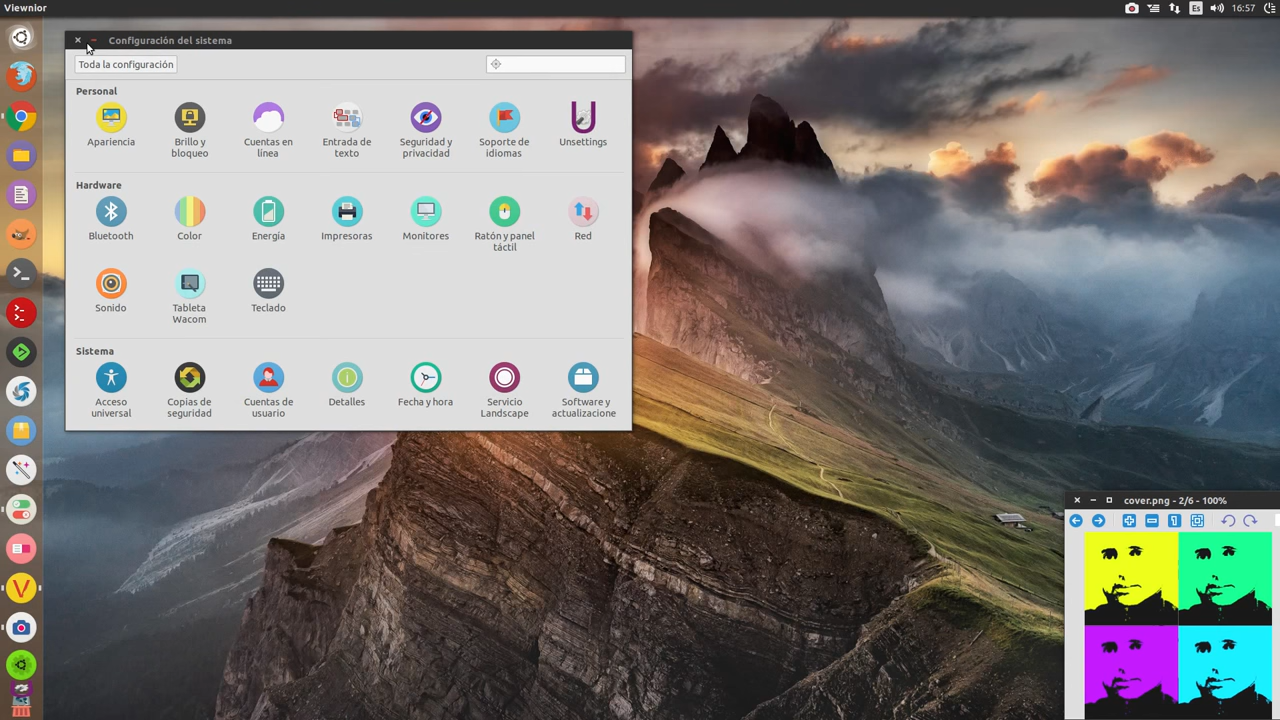 Viewnior
Es
16:57
Configuración del sistema
Toda la configuración
Personal
Apariencia
Brillo y
bloqueo
Cuentas en
línea
Entrada de
texto
Seguridad y
privacidad
Soporte de
idiomas
Unsettings
Hardware
Bluetooth
Color
Energía
Impresoras
Monitores
Ratón y panel
táctil
Red
Sonido
Tableta
Wacom
Teclado
Sistema
Acceso
universal
Copias de
seguridad
Cuentas de
usuario
Detalles
Fecha y hora
Servicio
Landscape
Software y
actualizacione
cover.png - 2/6 - 100%